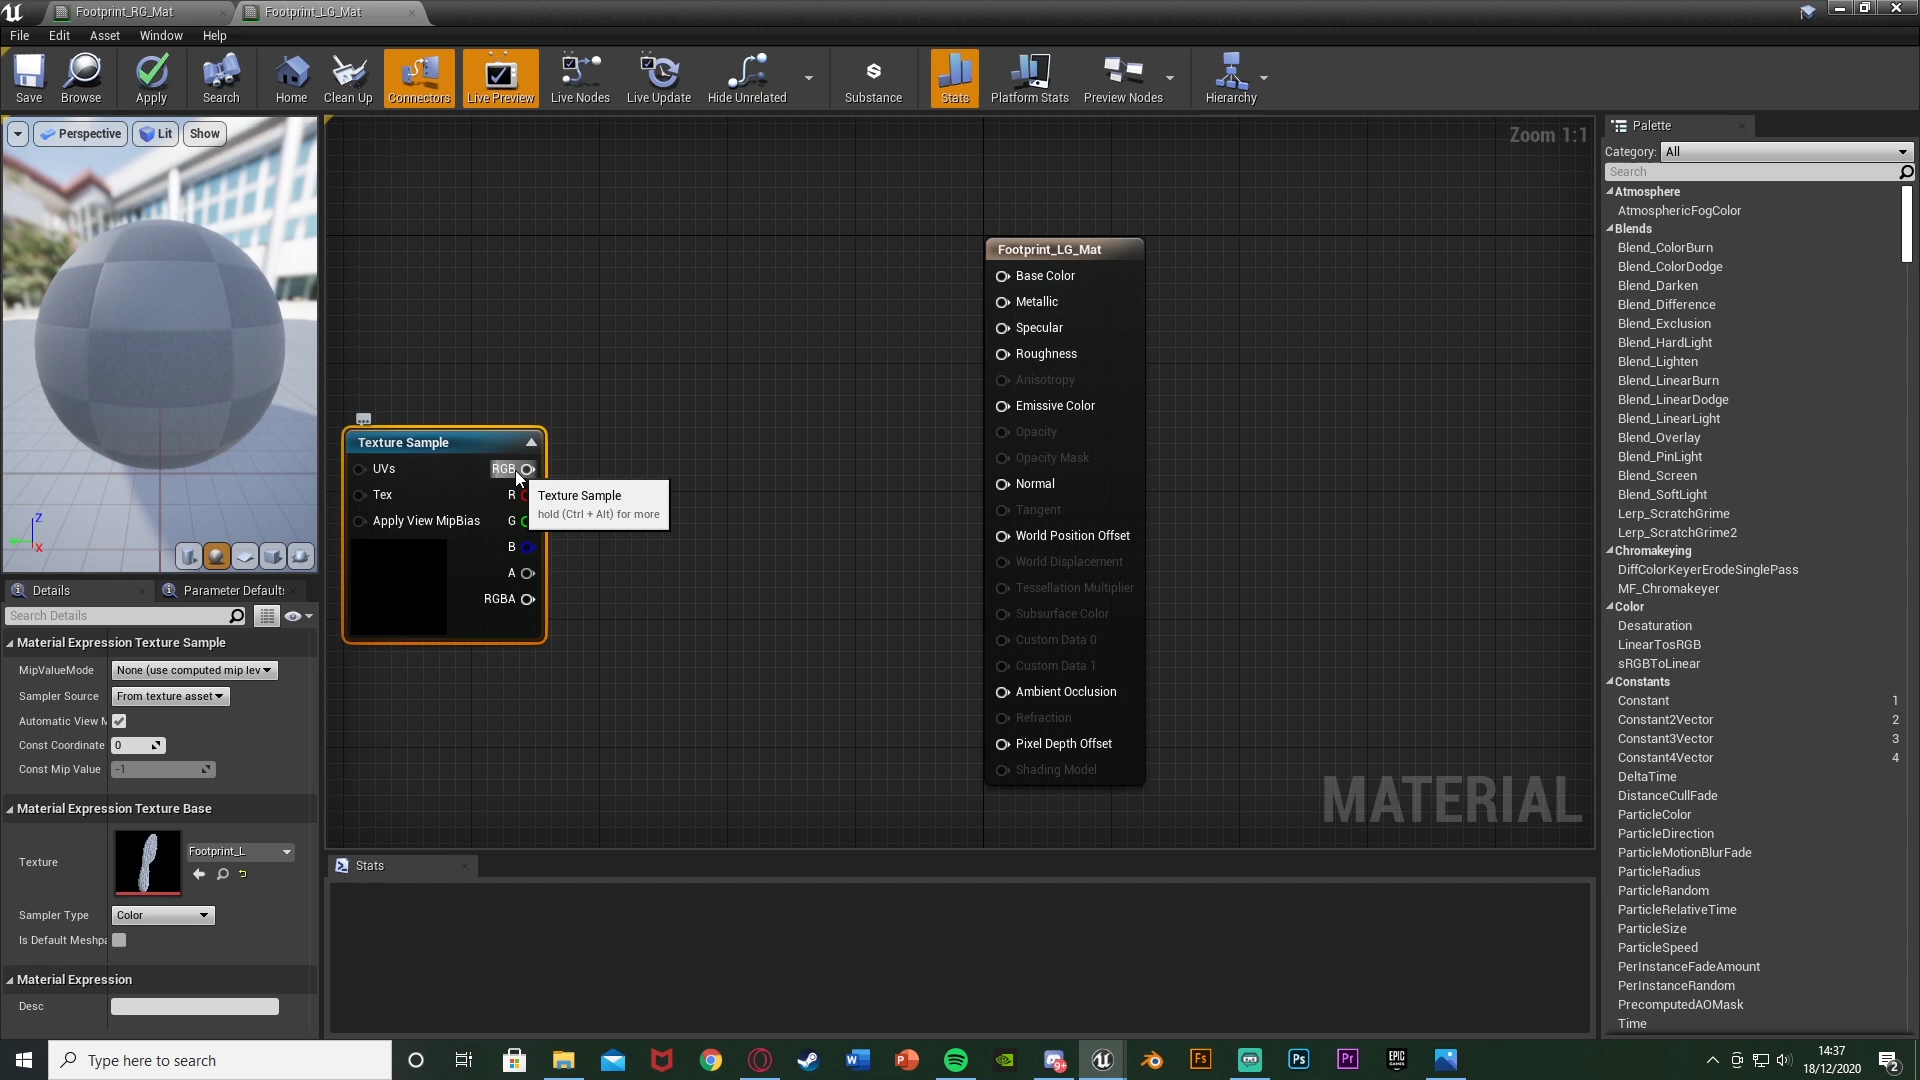 Footprint_RG_Mat
Footprint_LG_Mat
File Edit Asset Window Help
Save Browse Apply Search Home Clean Up Connectors Live Preview Live Nodes Live Update Hide Unrelated Substance Stats Platform Stats Preview Nodes Hierarchy
Perspective Lit Show
Zoom 1:1
Palette
Category: All
Search
Atmosphere
AtmosphericFogColor
Blends
Blend_ColorBurn
Blend_ColorDodge
Blend_Darken
Blend_Difference
Blend_Exclusion
Blend_HardLight
Blend_Lighten
Blend_LinearBurn
Blend_LinearDodge
Blend_LinearLight
Blend_Overlay
Blend_PinLight
Blend_Screen
Blend_SoftLight
Lerp_ScratchGrime
Lerp_ScratchGrime2
Chromakeying
DiffColorKeyerErodeSinglePass
MF_Chromakeyer
Color
Desaturation
LinearTosRGB
sRGBToLinear
Constants
Constant 1
Constant2Vector 2
Constant3Vector 3
Constant4Vector 4
DeltaTime
DistanceCullFade
ParticleColor
ParticleDirection
ParticleMotionBlurFade
ParticleRadius
ParticleRandom
ParticleRelativeTime
ParticleSize
ParticleSpeed
PerInstanceFadeAmount
PerInstanceRandom
PrecomputedAOMask
Time
Footprint_LG_Mat
Base Color
Metallic
Specular
Roughness
Anisotropy
Emissive Color
Opacity
Opacity Mask
Normal
Tangent
World Position Offset
World Displacement
Tessellation Multiplier
Subsurface Color
Custom Data 0
Custom Data 1
Ambient Occlusion
Refraction
Pixel Depth Offset
Shading Model
MATERIAL
Texture Sample
UVs RGB
Tex R
Apply View MipBias G
B
A
RGBA
Texture Sample
hold (Ctrl + Alt) for more
Z
X
Details
Parameter Defaults
Search Details
Material Expression Texture Sample
MipValueMode None (use computed mip lev
Sampler Source From texture asset
Automatic View M
Const Coordinate 0
Const Mip Value -1
Material Expression Texture Base
Texture Footprint_L
Sampler Type Color
Is Default Meshpa
Material Expression
Desc
Stats
Type here to search
14:37
18/12/2020